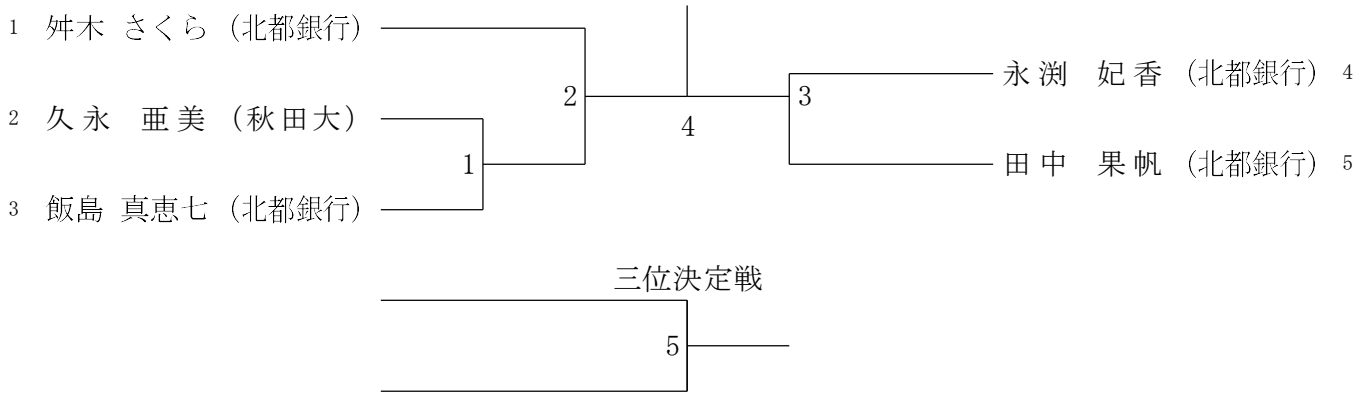 1 舛木 さくら (北都銀行)
2
3
永渕 妃香 (北都銀行) 4
2 久永 亜美 (秋田大)
4
1
田中 果帆 (北都銀行) 5
3 飯島 真恵七 (北都銀行)
三位決定戦
5